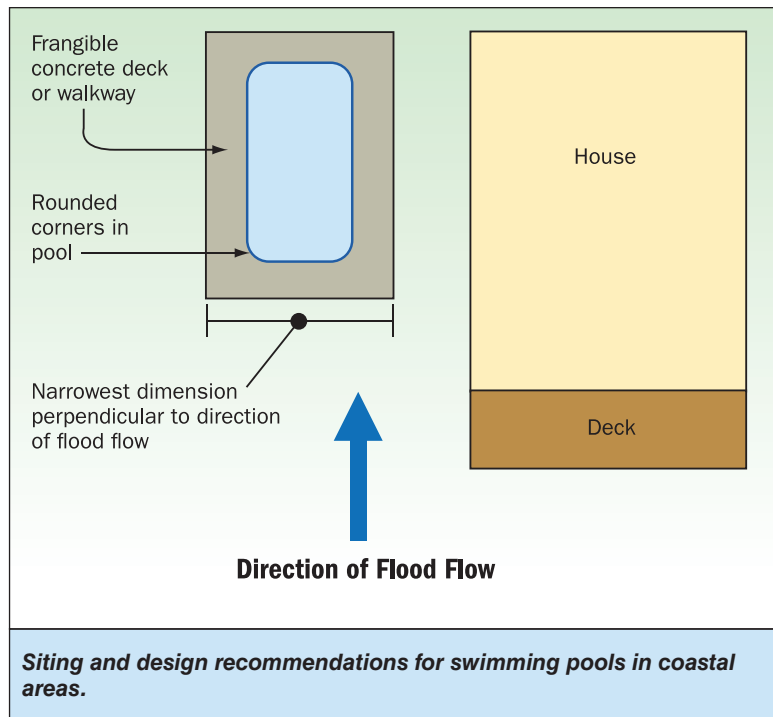 Frangible
concrete deck
or walkway
House
Rounded
corners in
pool
Narrowest dimension
perpendicular to direction
of flood flow
Deck
Direction of Flood Flow
Siting and design recommendations for swimming pools in coastal
areas.